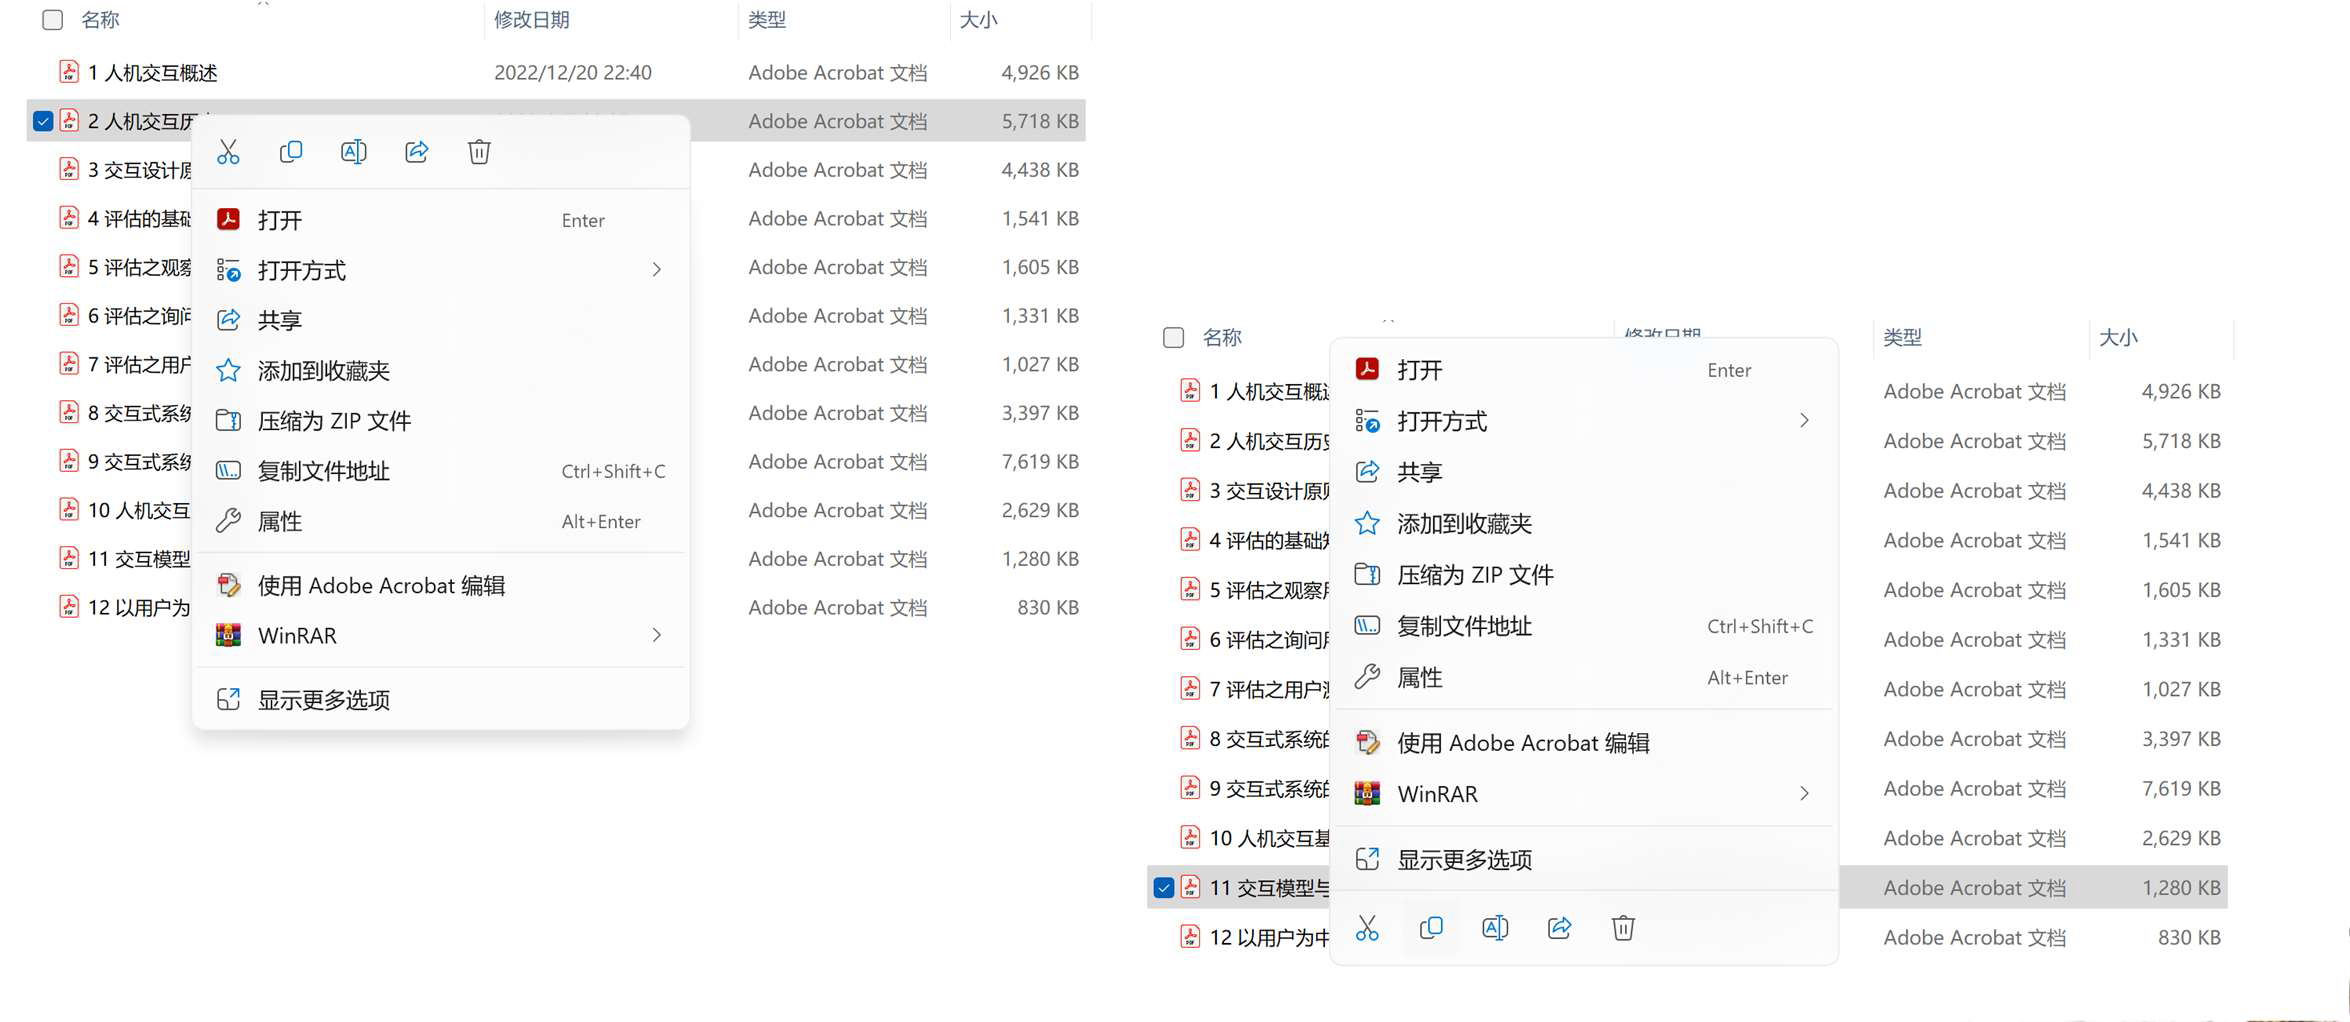 名称 修改日期 类型 大小
1 人机交互概述 2022/12/20 22:40 Adobe Acrobat 文档 4,926 KB
2 人机交互历 Adobe Acrobat 文档 5,718 KB
3 交互设计原 Adobe Acrobat 文档 4,438 KB
4 评估的基础 Adobe Acrobat 文档 1,541 KB
5 评估之观察 Adobe Acrobat 文档 1,605 KB
6 评估之询问 Adobe Acrobat 文档 1,331 KB
7 评估之用户 Adobe Acrobat 文档 1,027 KB
8 交互式系统 Adobe Acrobat 文档 3,397 KB
9 交互式系统 Adobe Acrobat 文档 7,619 KB
10 人机交互 Adobe Acrobat 文档 2,629 KB
11 交互模型 Adobe Acrobat 文档 1,280 KB
12 以用户为 Adobe Acrobat 文档 830 KB
打开 Enter
打开方式
共享
添加到收藏夹
压缩为 ZIP 文件
复制文件地址 Ctrl+Shift+C
属性 Alt+Enter
使用 Adobe Acrobat 编辑
WinRAR
显示更多选项
名称 修改日期 类型 大小
1 人机交互概述 Adobe Acrobat 文档 4,926 KB
2 人机交互历史 Adobe Acrobat 文档 5,718 KB
3 交互设计原则 Adobe Acrobat 文档 4,438 KB
4 评估的基础知 Adobe Acrobat 文档 1,541 KB
5 评估之观察用 Adobe Acrobat 文档 1,605 KB
6 评估之询问用 Adobe Acrobat 文档 1,331 KB
7 评估之用户测 Adobe Acrobat 文档 1,027 KB
8 交互式系统的 Adobe Acrobat 文档 3,397 KB
9 交互式系统的 Adobe Acrobat 文档 7,619 KB
10 人机交互基 Adobe Acrobat 文档 2,629 KB
11 交互模型与 Adobe Acrobat 文档 1,280 KB
12 以用户为中 Adobe Acrobat 文档 830 KB
打开 Enter
打开方式
共享
添加到收藏夹
压缩为 ZIP 文件
复制文件地址 Ctrl+Shift+C
属性 Alt+Enter
使用 Adobe Acrobat 编辑
WinRAR
显示更多选项